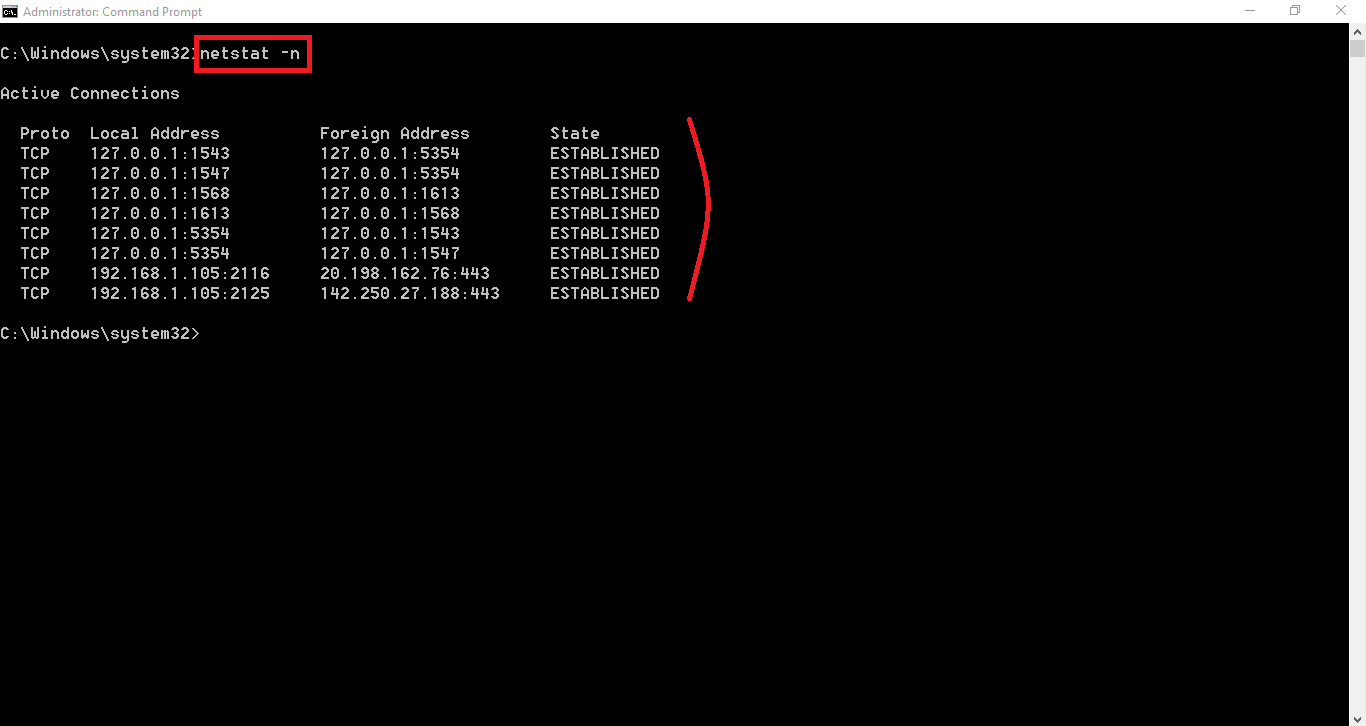 Administrator: Command Prompt
C:\Windows\system32>netstat -n
Active Connections
Proto  Local Address          Foreign Address        State
TCP    127.0.0.1:1543         127.0.0.1:5354         ESTABLISHED
TCP    127.0.0.1:1547         127.0.0.1:5354         ESTABLISHED
TCP    127.0.0.1:1568         127.0.0.1:1613         ESTABLISHED
TCP    127.0.0.1:1613         127.0.0.1:1568         ESTABLISHED
TCP    127.0.0.1:5354         127.0.0.1:1543         ESTABLISHED
TCP    127.0.0.1:5354         127.0.0.1:1547         ESTABLISHED
TCP    192.168.1.105:2116     20.198.162.76:443      ESTABLISHED
TCP    192.168.1.105:2125     142.250.27.188:443     ESTABLISHED
C:\Windows\system32>